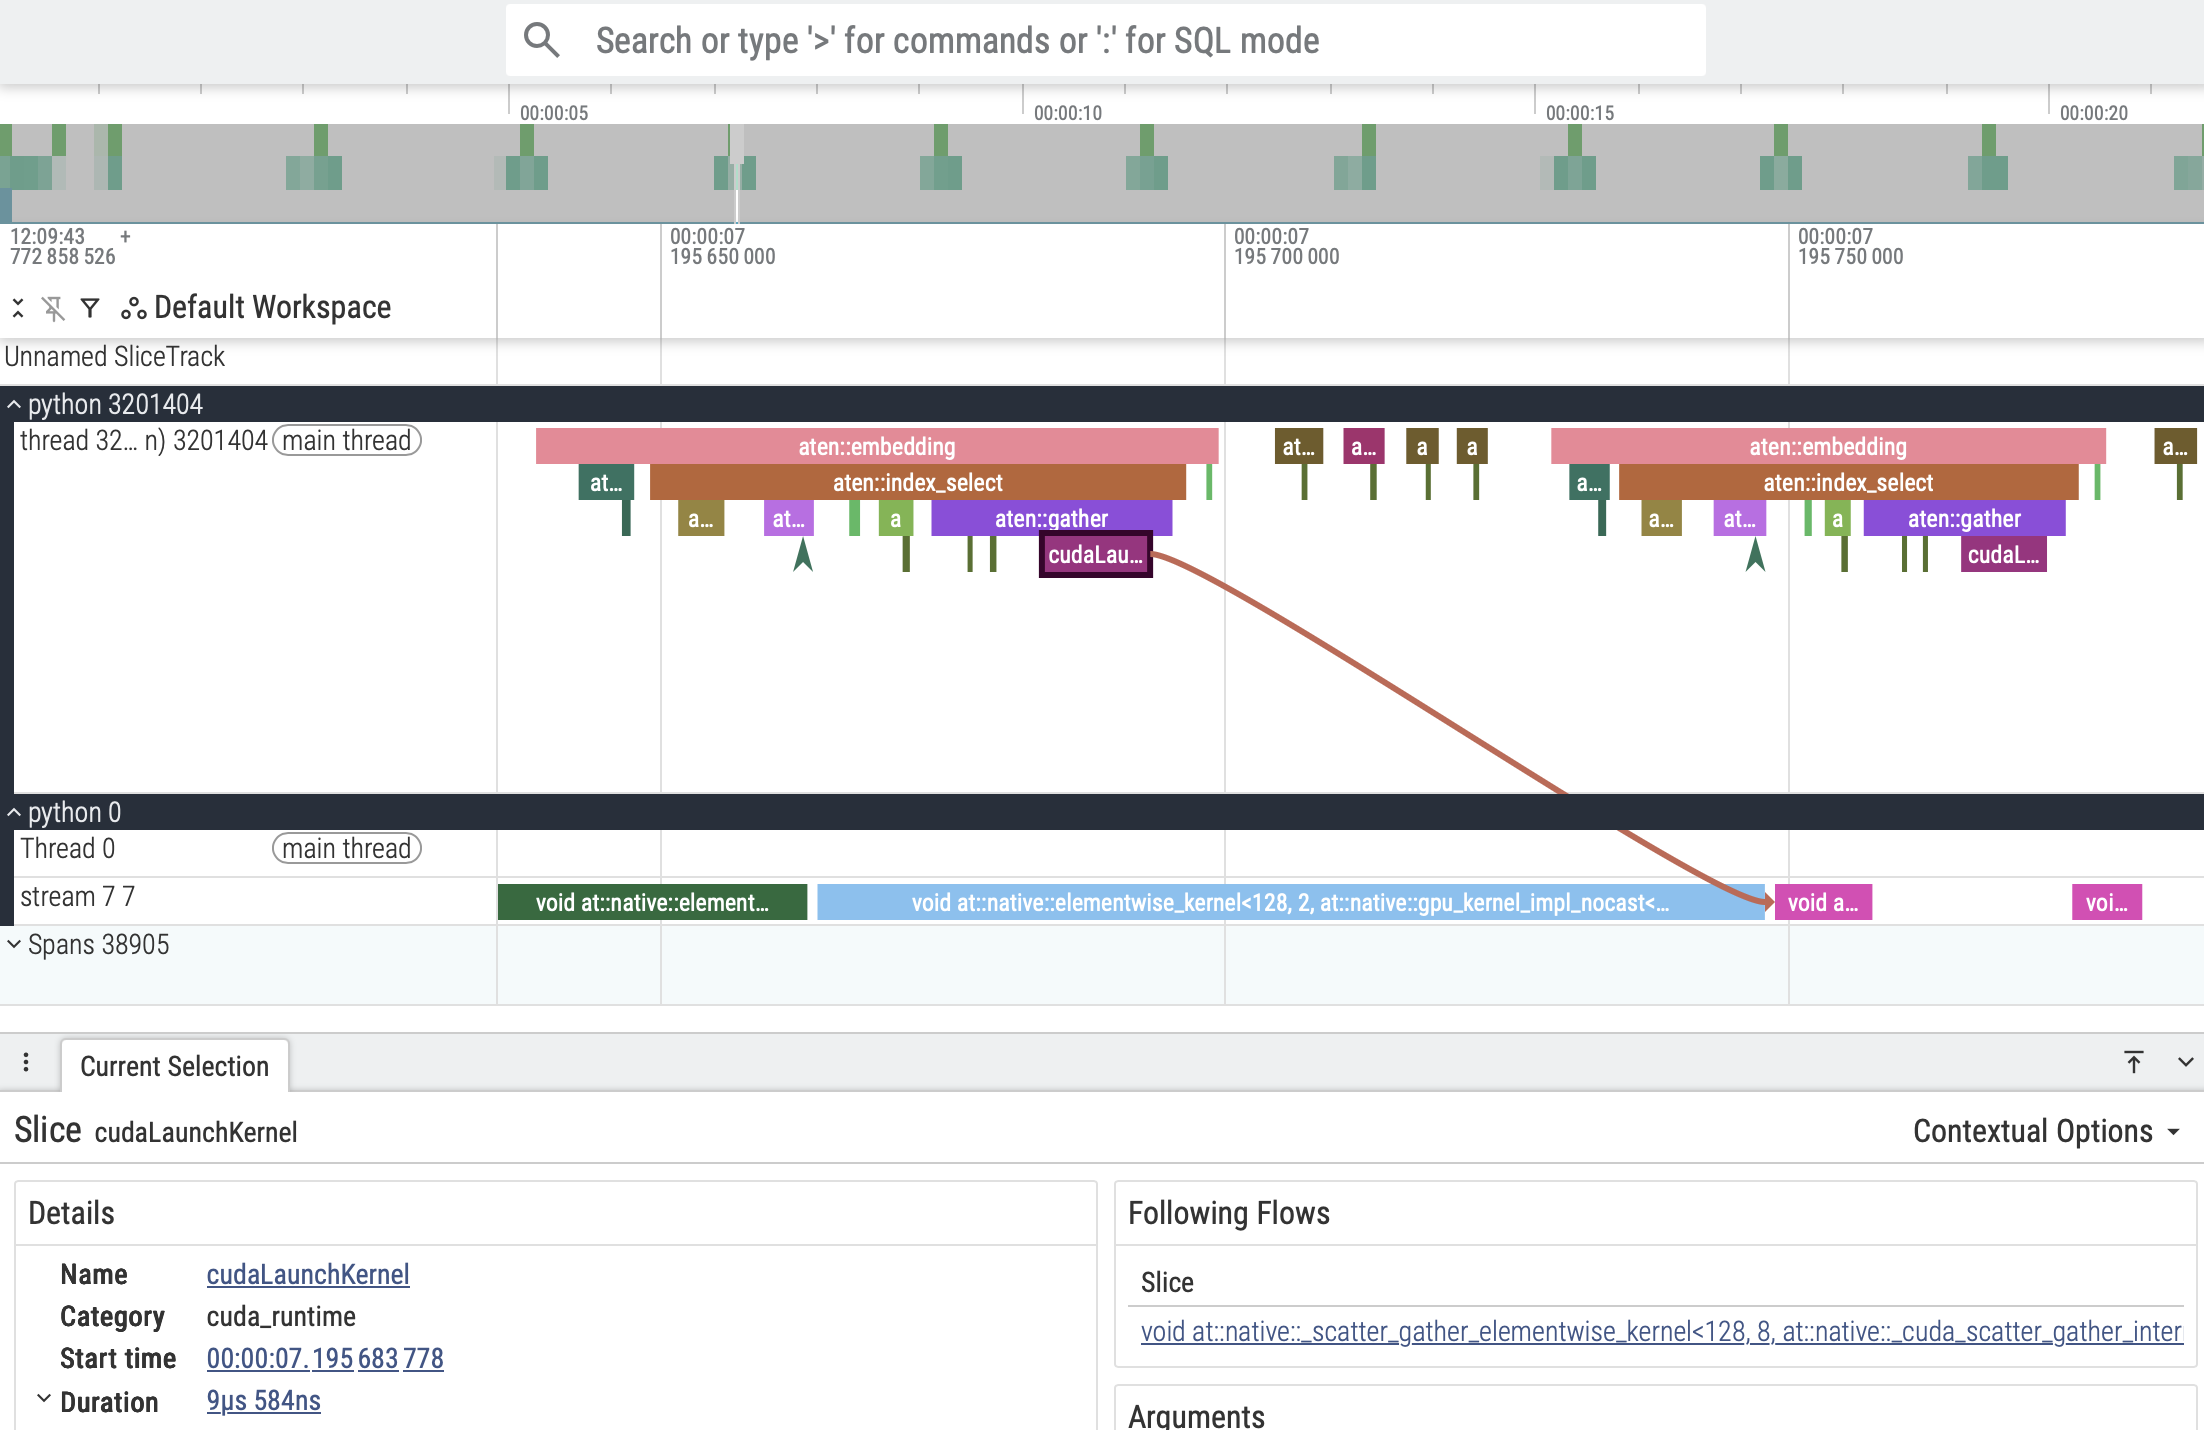 Search or type '>' for commands or ':' for SQL mode
00:00:05 00:00:10 00:00:15 00:00:20
12:09:43 + 00:00:07 00:00:07 00:00:07
772 858 526 195 650 000 195 700 000 195 750 000
Default Workspace
Unnamed SliceTrack
python 3201404
thread 32... n) 3201404 main thread aten::embedding at... a... a a aten::embedding a...
at... aten::index_select a... aten::index_select
a... at... a aten::gather a... at... a aten::gather
cudaLau... cudaL...
python 0
Thread 0 main thread
stream 7 7 void at::native::element... void at::native::elementwise_kernel<128, 2, at::native::gpu_kernel_impl_nocast<... void a... voi...
Spans 38905
Current Selection
Slice cudaLaunchKernel Contextual Options
Details
Name cudaLaunchKernel
Category cuda_runtime
Start time 00:00:07.195 683 778
Duration 9µs 584ns
Following Flows
Slice
void at::native::_scatter_gather_elementwise_kernel<128, 8, at::native::_cuda_scatter_gather_inter
Arguments